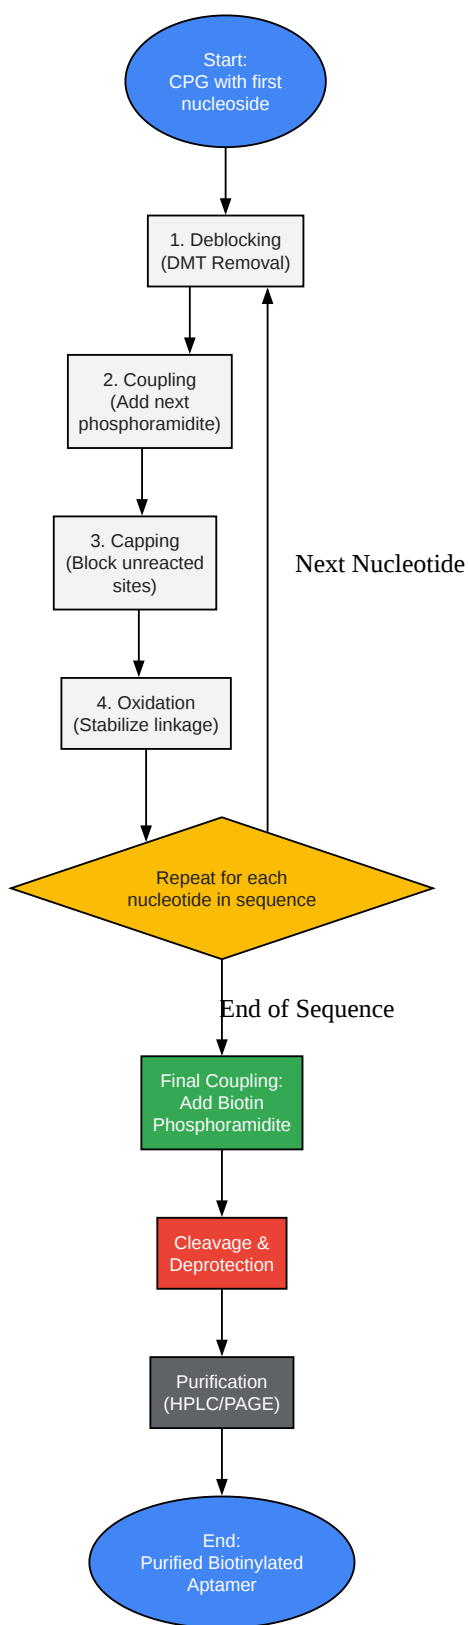 Start:
CPG with first
nucleoside
1. Deblocking
(DMT Removal)
2. Coupling
(Add next
phosphoramidite)
3. Capping
(Block unreacted
sites)
Next Nucleotide
4. Oxidation
(Stabilize linkage)
Repeat for each
nucleotide in sequence
End of Sequence
Final Coupling:
Add Biotin
Phosphoramidite
Cleavage &
Deprotection
Purification
(HPLC/PAGE)
End:
Purified Biotinylated
Aptamer